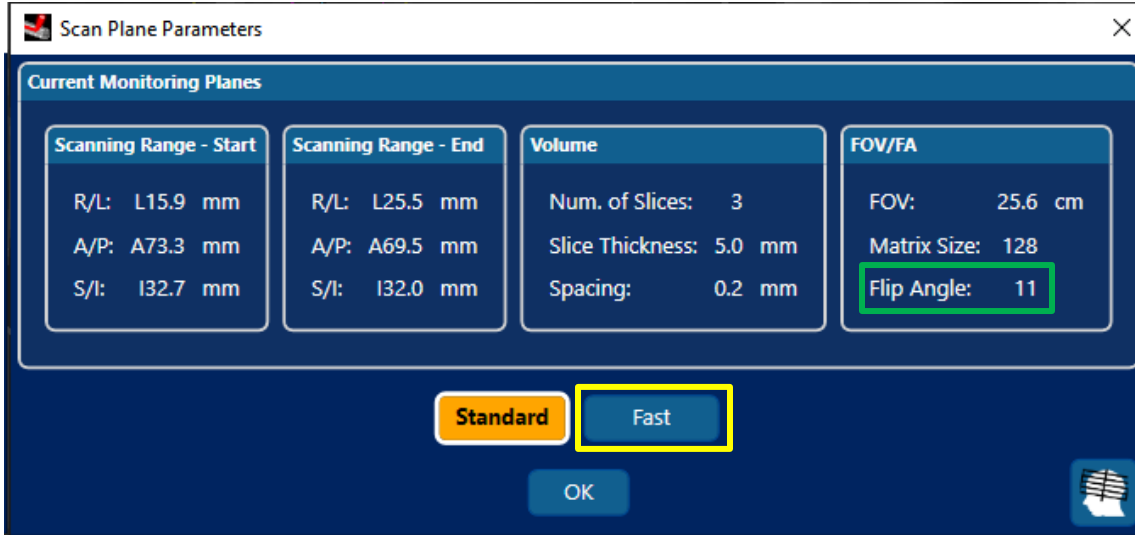 Scan Plane Parameters
Current Monitoring Planes
Scanning Range - Start
R/L: L15.9 mm
A/P: A73.3 mm
S/I: I32.7 mm
Scanning Range - End
R/L: L25.5 mm
A/P: A69.5 mm
S/I: I32.0 mm
Volume
Num. of Slices: 3
Slice Thickness: 5.0 mm
Spacing: 0.2 mm
FOV/FA
FOV: 25.6 cm
Matrix Size: 128
Flip Angle: 11
Standard
Fast
OK